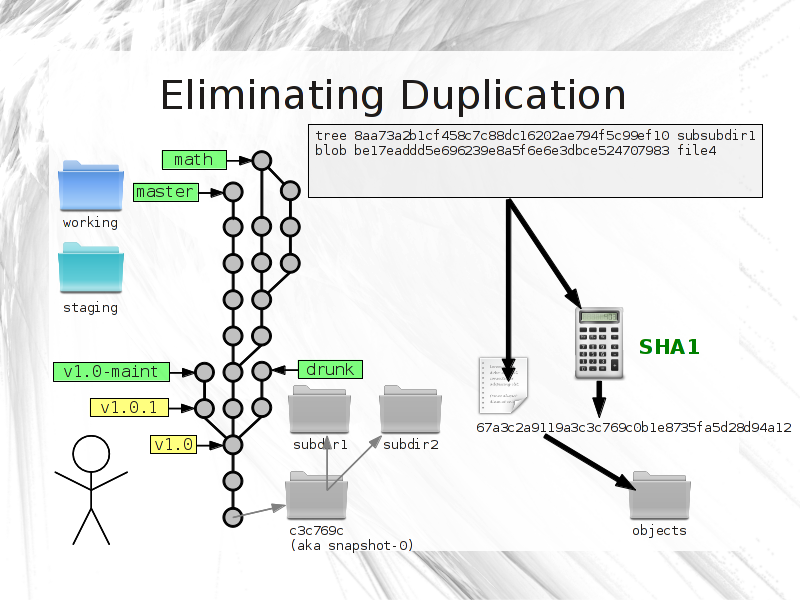 Eliminating Duplication
tree 8aa73a2b1cf458c7c88dc16202ae794f5c99ef10 subsubdir1
blob be17eaddd5e696239e8a5f6e6e3dbce524707983 file4
math
master
working
staging
SHA1
v1.0-maint
drunk
v1.0.1
67a3c2a9119a3c3c769c0b1e8735fa5d28d94a12
v1.0
subdir1
subdir2
c3c769c
(aka snapshot-0)
objects